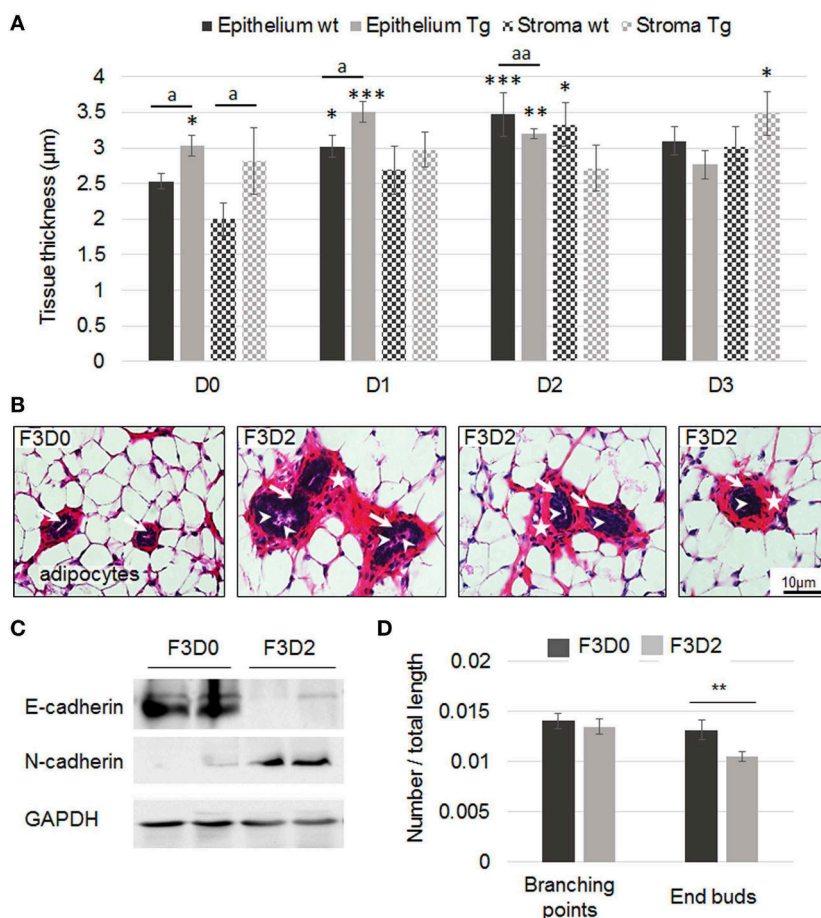 A
Epithelium wt Epithelium Tg Stroma wt Stroma Tg
Tissue thickness (µm)
4
3.5
3
2.5
2
1.5
1
0.5
0
a
*
a
*
a
***
***
aa
**
*
*
D0 D1 D2 D3
B
F3D0 F3D2 F3D2 F3D2
adipocytes
10µm
C
F3D0 F3D2
E-cadherin
N-cadherin
GAPDH
D
F3D0 F3D2
Number / total length
0.02
0.015
0.01
0.005
0
**
Branching points
End buds